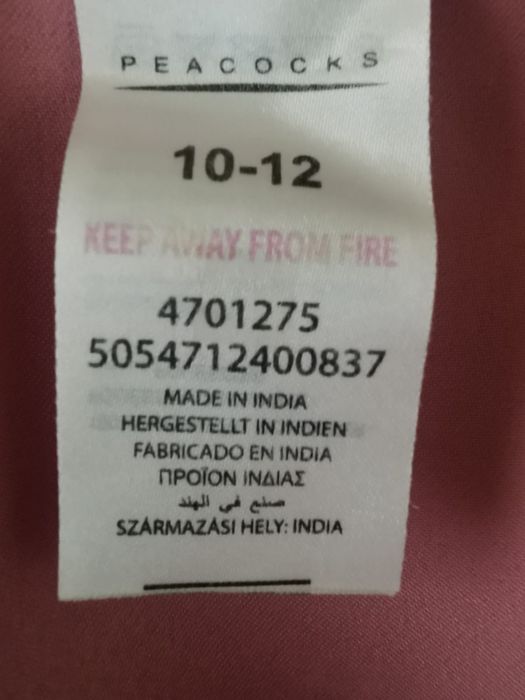 PEACOCKS
10-12
KEEP AWAY FROM FIRE
4701275
5054712400837
MADE IN INDIA
HERGESTELLT IN INDIEN
FABRICADO EN INDIA
ΠΡΟΪΟΝ ΙΝΔΙΑΣ
صنع في الهند
SZÁRMAZÁSI HELY: INDIA